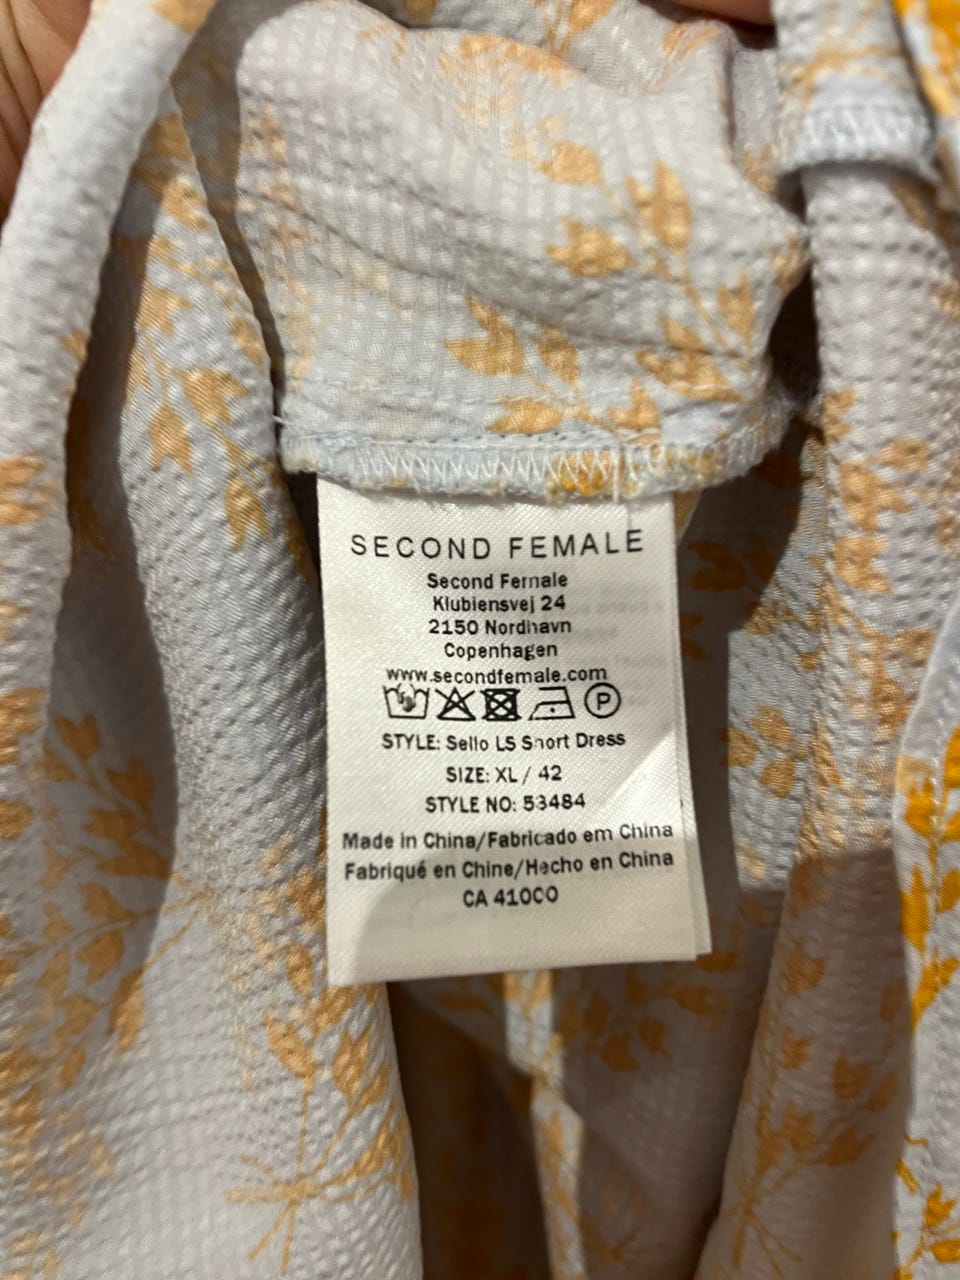 SECOND FEMALE
Second Female
Klubiensvej 24
2150 Nordhavn
Copenhagen
www.secondfemale.com
P
STYLE: Sello LS Short Dress
SIZE: XL / 42
STYLE NO: 53484
Made in China/Fabricado em China
Fabriqué en Chine/Hecho en China
CA 41000